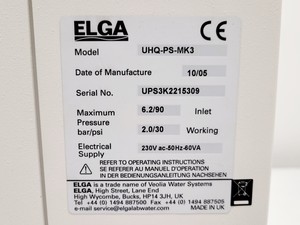 ELGA
Model UHQ-PS-MK3
Date of Manufacture 10/05
Serial No. UPS3K2215309
Maximum 6.2/90 Inlet
Pressure
bar/psi 2.0/30 Working
Electrical 230V ac-50Hz-60VA
Supply
REFER TO OPERATING INSTRUCTIONS
SE REFERER AU MANUEL D'OPERATION
IN DER BEDIENUNGSANLEITUNG NACHSEHEN
ELGA is a trade name of Veolia Water Systems
ELGA, High Street, Lane End
High Wycombe, Bucks, HP14 3JH, UK
Tel +44 (0) 1494 887500 Fax +44 (0) 1494 887505
e-mail service@elgalabwater.com MADE IN UK